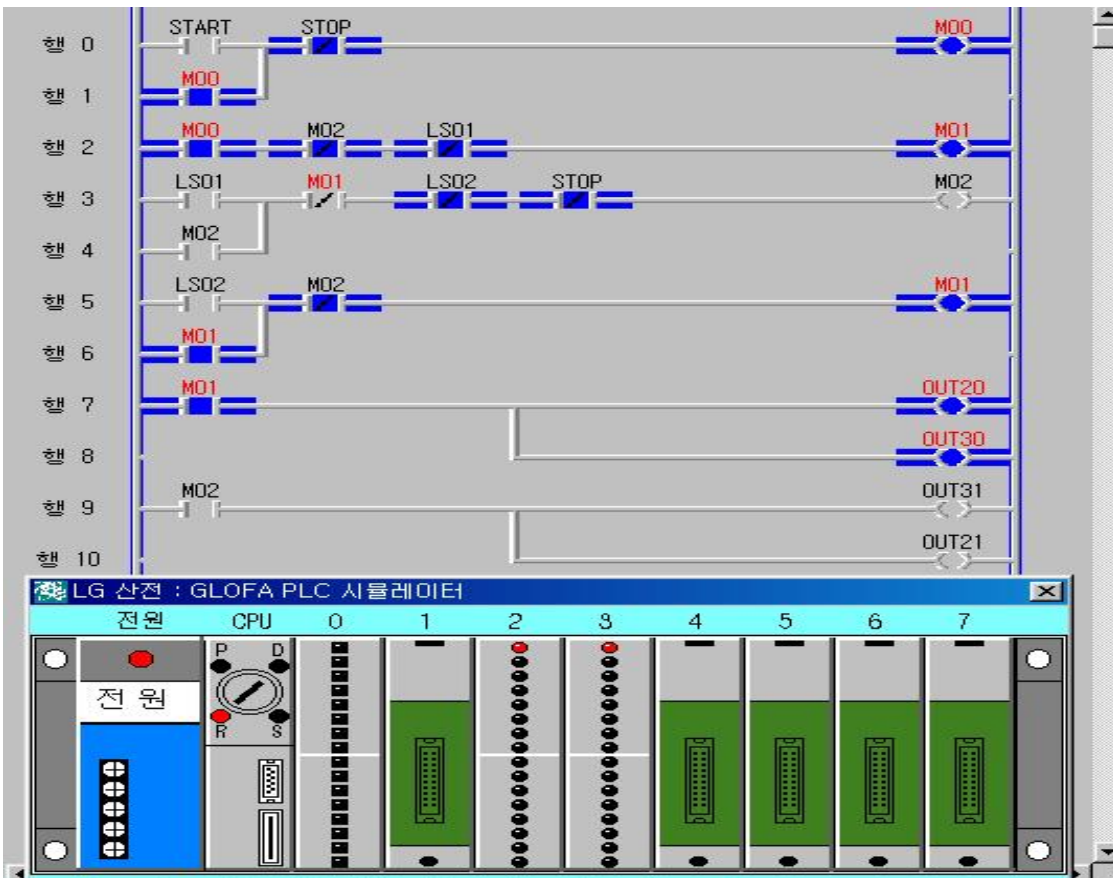 START STOP M00
행 0
M00
행 1
M00 M02 LS01 M01
행 2
LS01 M01 LS02 STOP M02
행 3
M02
행 4
LS02 M02 M01
행 5
M01
행 6
M01 OUT20
행 7
OUT30
행 8
M02 OUT31
행 9
OUT21
행 10
LG 산전 : GLOFA PLC 시뮬레이터
전원 CPU 0 1 2 3 4 5 6 7
P D
전 원
R S